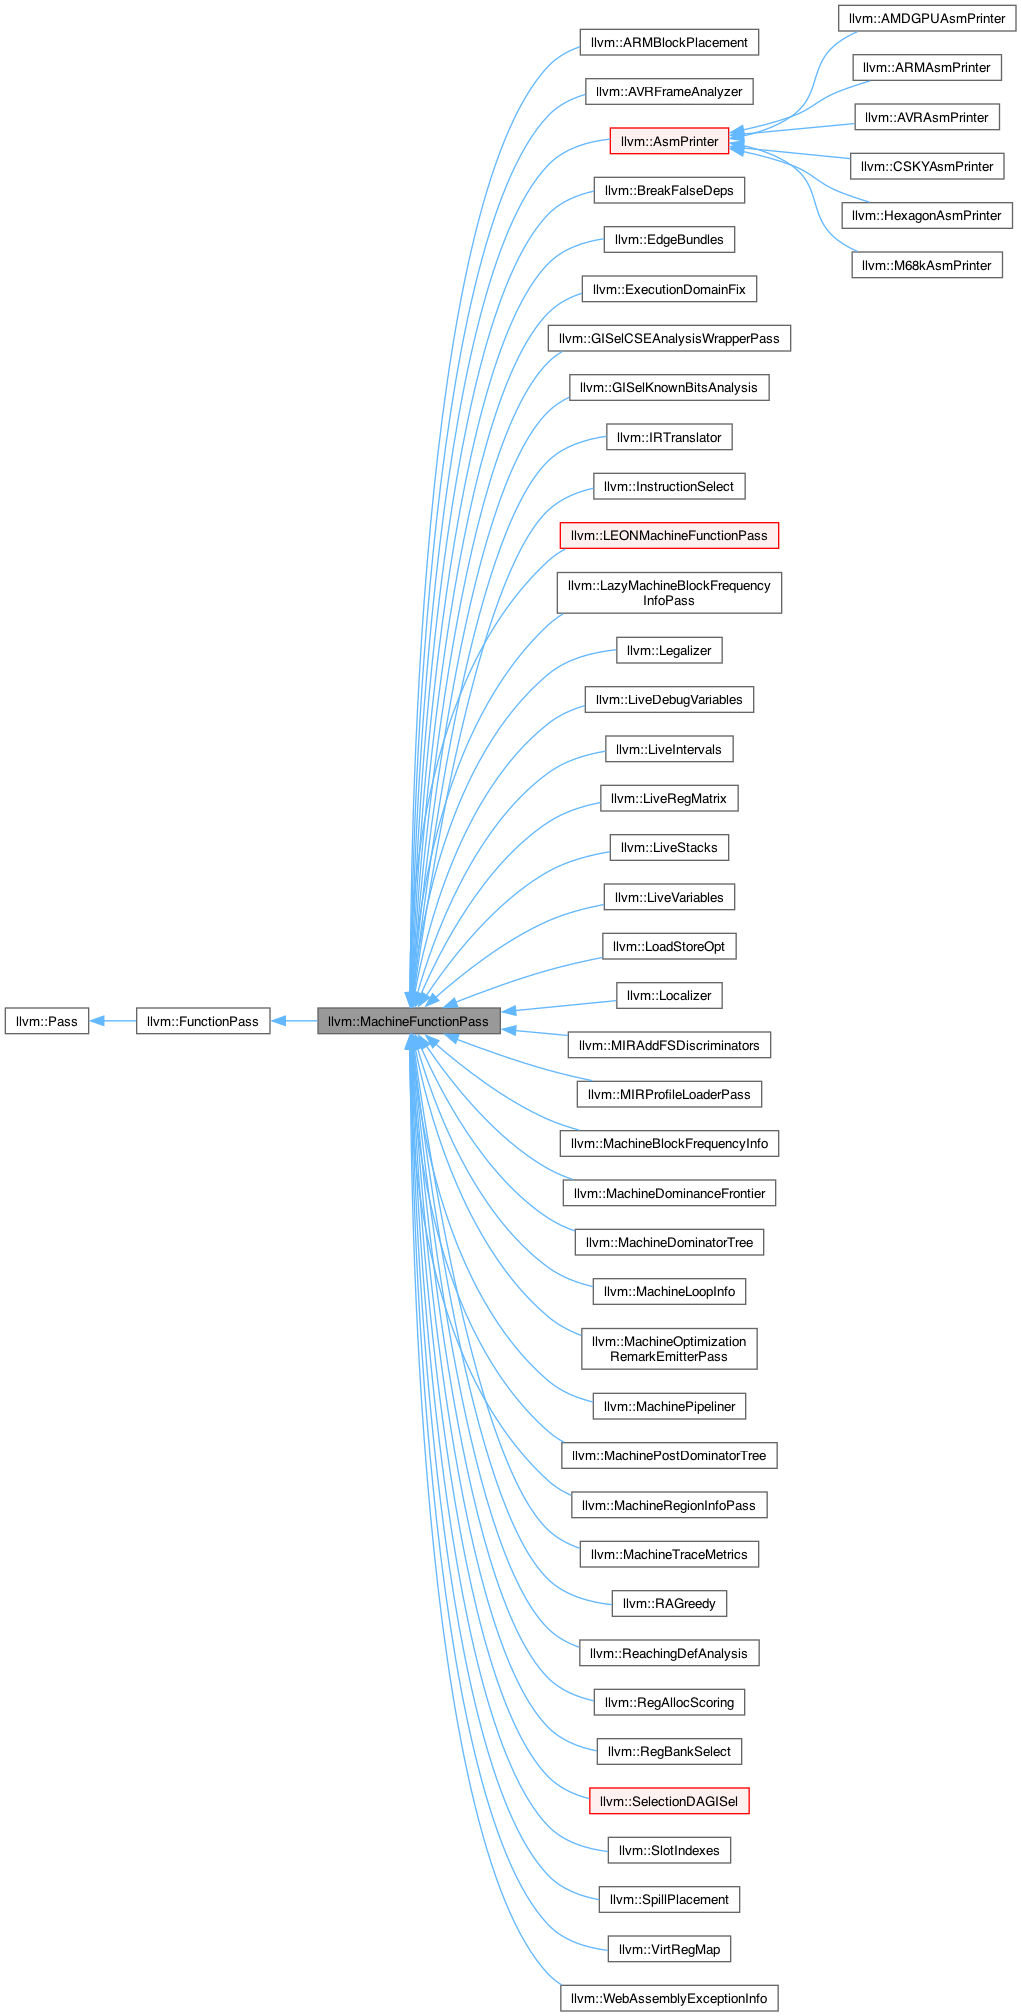 llvm::Pass
llvm::FunctionPass
llvm::MachineFunctionPass
llvm::ARMBlockPlacement
llvm::AVRFrameAnalyzer
llvm::AsmPrinter
llvm::AMDGPUAsmPrinter
llvm::ARMAsmPrinter
llvm::AVRAsmPrinter
llvm::CSKYAsmPrinter
llvm::HexagonAsmPrinter
llvm::M68kAsmPrinter
llvm::BreakFalseDeps
llvm::EdgeBundles
llvm::ExecutionDomainFix
llvm::GISelCSEAnalysisWrapperPass
llvm::GISelKnownBitsAnalysis
llvm::IRTranslator
llvm::InstructionSelect
llvm::LEONMachineFunctionPass
llvm::LazyMachineBlockFrequency
InfoPass
llvm::Legalizer
llvm::LiveDebugVariables
llvm::LiveIntervals
llvm::LiveRegMatrix
llvm::LiveStacks
llvm::LiveVariables
llvm::LoadStoreOpt
llvm::Localizer
llvm::MIRAddFSDiscriminators
llvm::MIRProfileLoaderPass
llvm::MachineBlockFrequencyInfo
llvm::MachineDominanceFrontier
llvm::MachineDominatorTree
llvm::MachineLoopInfo
llvm::MachineOptimization
RemarkEmitterPass
llvm::MachinePipeliner
llvm::MachinePostDominatorTree
llvm::MachineRegionInfoPass
llvm::MachineTraceMetrics
llvm::RAGreedy
llvm::ReachingDefAnalysis
llvm::RegAllocScoring
llvm::RegBankSelect
llvm::SelectionDAGISel
llvm::SlotIndexes
llvm::SpillPlacement
llvm::VirtRegMap
llvm::WebAssemblyExceptionInfo